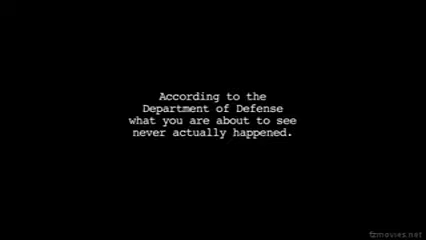 According to the
Department of Defense
what you are about to see
never actually happened.
fzmovies.net